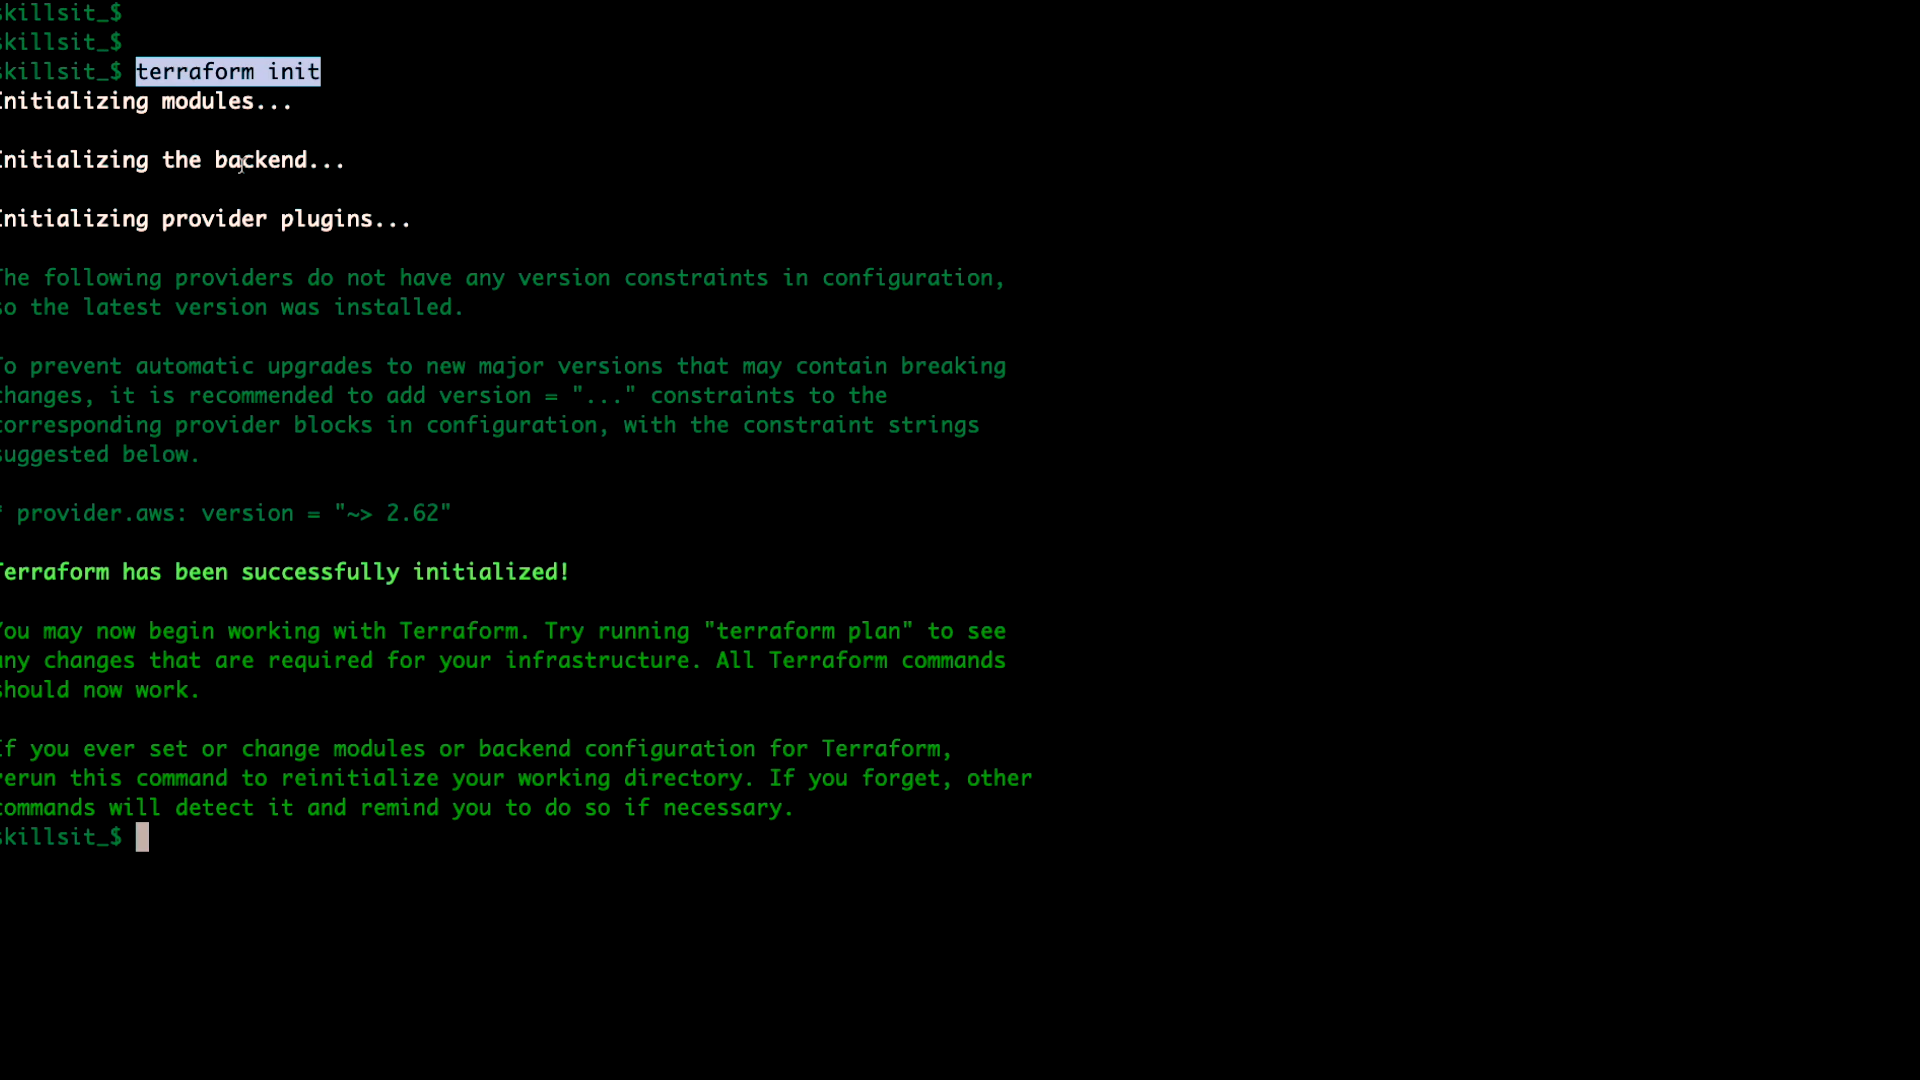 skillsit_$
skillsit_$
skillsit_$ terraform init
Initializing modules...
Initializing the backend...
Initializing provider plugins...
The following providers do not have any version constraints in configuration,
so the latest version was installed.
To prevent automatic upgrades to new major versions that may contain breaking
changes, it is recommended to add version = "..." constraints to the
corresponding provider blocks in configuration, with the constraint strings
suggested below.
* provider.aws: version = "~> 2.62"
Terraform has been successfully initialized!
You may now begin working with Terraform. Try running "terraform plan" to see
any changes that are required for your infrastructure. All Terraform commands
should now work.
If you ever set or change modules or backend configuration for Terraform,
rerun this command to reinitialize your working directory. If you forget, other
commands will detect it and remind you to do so if necessary.
skillsit_$